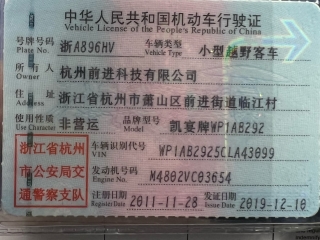 中华人民共和国机动车行驶证
Vehicle License of the People's Republic of China
号牌号码 浙A896HV 车辆类型 小型越野客车
Plate No. Vehicle Type
所有人 杭州前进科技有限公司
Owner
住址 浙江省杭州市萧山区前进街道临江村
Address
使用性质 非营运 品牌型号 凯宴牌WP1AB292
Use Character Model
浙江省杭州
市公安局交
通警察支队
车辆识别代号 WP1AB2925CLA43099
VIN
发动机号码 M4802VC03654
Engine No.
注册日期 2011-11-28 发证日期 2019-12-10
Register Date Issue Date